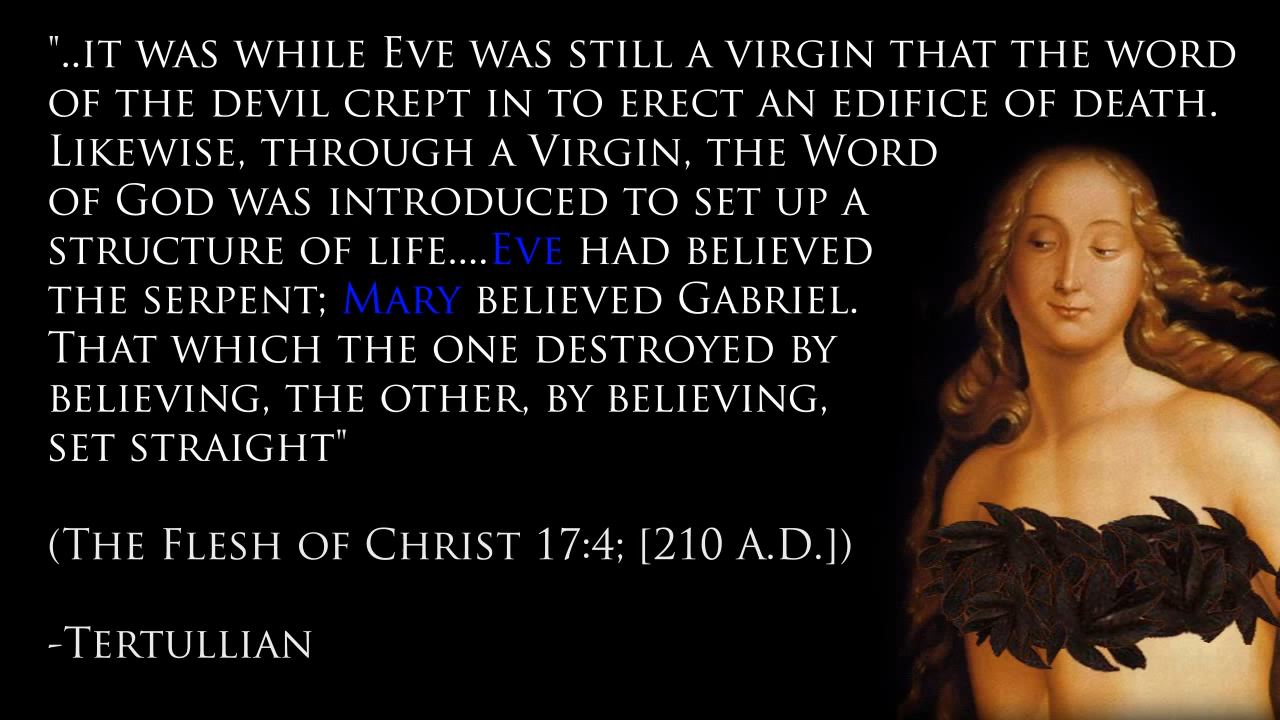 "..it was while Eve was still a virgin that the word
of the devil crept in to erect an edifice of death.
Likewise, through a Virgin, the Word
of God was introduced to set up a
structure of life....Eve had believed
the serpent; Mary believed Gabriel.
That which the one destroyed by
believing, the other, by believing,
set straight"
(The Flesh of Christ 17:4; [210 A.D.])
-Tertullian